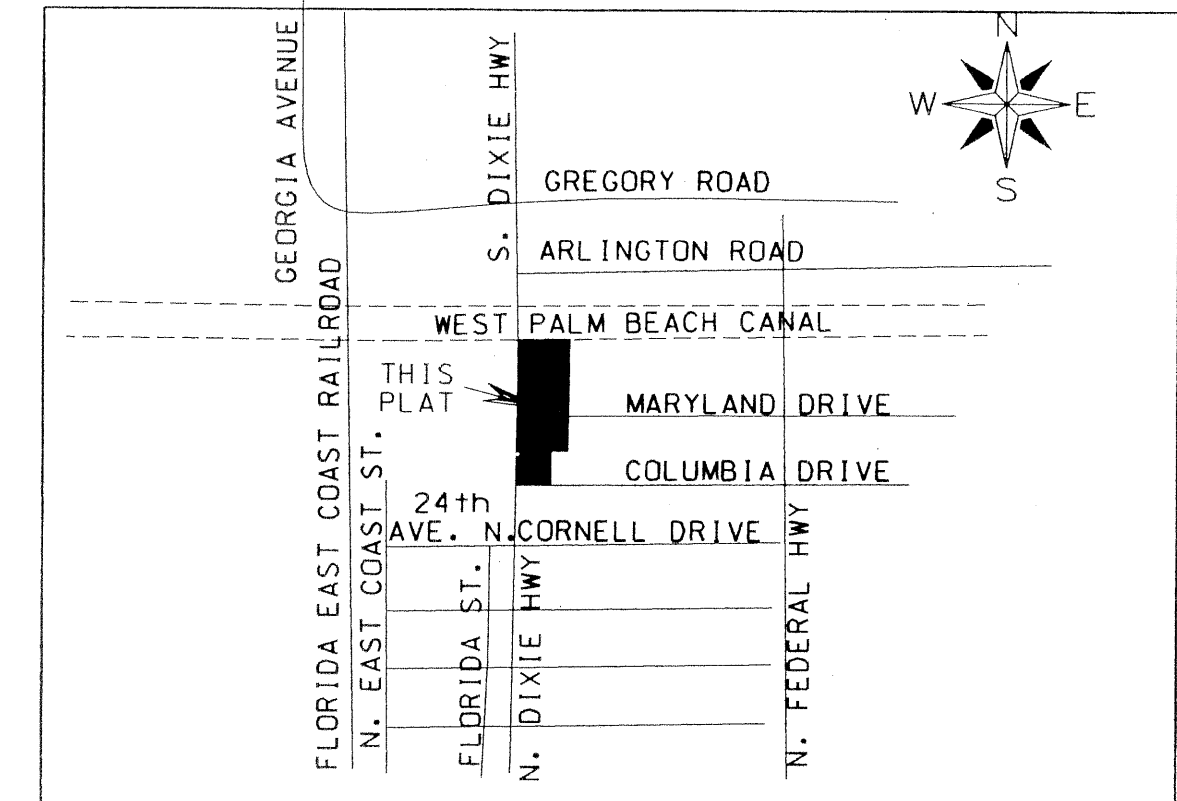 N
W E
S
GEORGIA AVENUE
S. DIXIE HWY
GREGORY ROAD
ARLINGTON ROAD
WEST PALM BEACH CANAL
THIS
PLAT
MARYLAND DRIVE
COLUMBIA DRIVE
24th
AVE. N.
CORNELL DRIVE
FLORIDA EAST COAST RAILROAD
N. EAST COAST ST.
FLORIDA ST.
N. DIXIE HWY
N. FEDERAL HWY